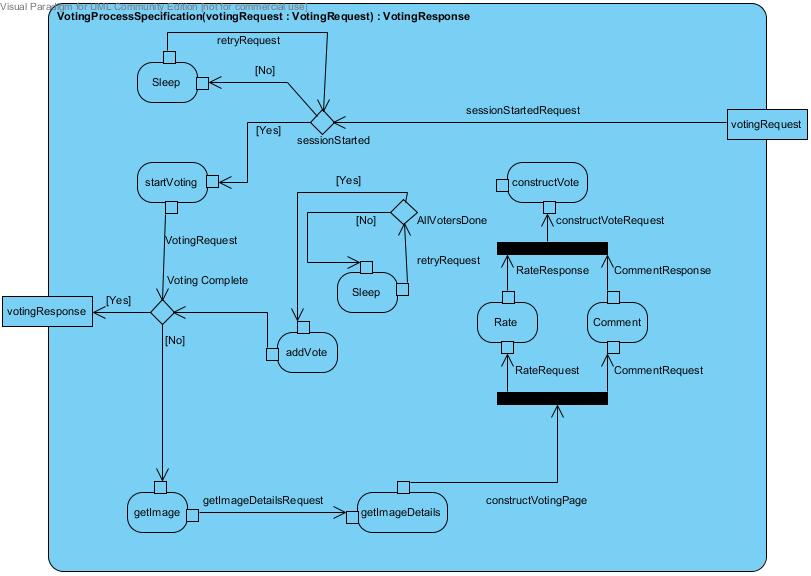 Visual Paradigm for UML Community Edition [not for commercial use]
VotingProcessSpecification(votingRequest : VotingRequest) : VotingResponse
retryRequest
Sleep
[No]
sessionStartedRequest
votingRequest
[Yes]
sessionStarted
startVoting
[Yes]
constructVote
[No]
AllVotersDone
constructVoteRequest
VotingRequest
retryRequest
RateResponse
CommentResponse
Voting Complete
Sleep
votingResponse
[Yes]
Rate
Comment
[No]
addVote
RateRequest
CommentRequest
getImage
getImageDetailsRequest
getImageDetails
constructVotingPage